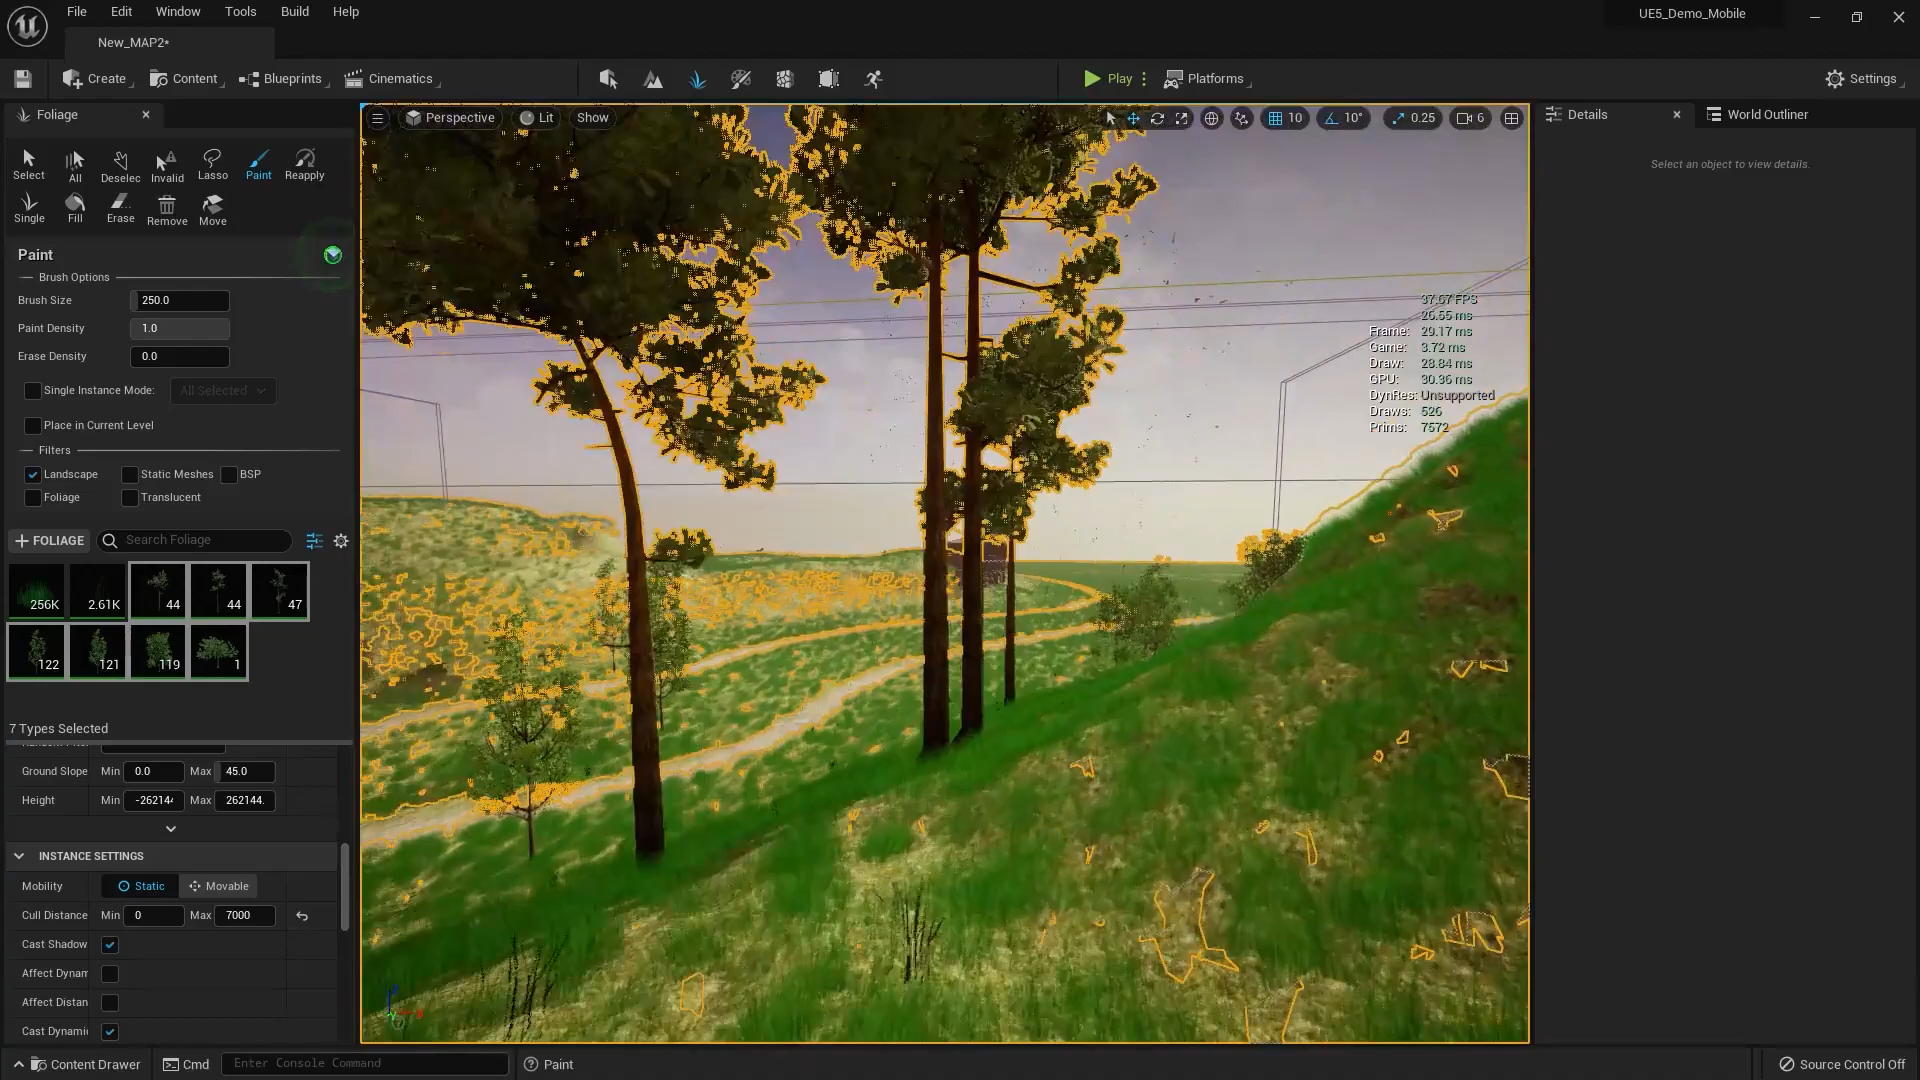 File Edit Window Tools Build Help
UE5_Demo_Mobile
New_MAP2*
Create Content Blueprints Cinematics Play Platforms Settings
Foliage
Perspective Lit Show
10 10° 0.25 6
Details World Outliner
Select All Deselec Invalid Lasso Paint Reapply
Select an object to view details.
Single Fill Erase Remove Move
Paint
Brush Options
Brush Size 250.0
Paint Density 1.0
Erase Density 0.0
Single Instance Mode: All Selected
Place in Current Level
Filters
Landscape Static Meshes BSP
Foliage Translucent
37.67 FPS
26.55 ms
Frame: 29.17 ms
Game: 3.72 ms
Draw: 28.84 ms
GPU: 30.36 ms
DynRes: Unsupported
Draws: 526
Prims: 7572
FOLIAGE Search Foliage
256K 2.61K 44 44 47
122 121 119 1
7 Types Selected
Ground Slope Min 0.0 Max 45.0
Height Min -262144 Max 262144.
INSTANCE SETTINGS
Mobility Static Movable
Cull Distance Min 0 Max 7000
Cast Shadow
Affect Dynam
Affect Distan
Cast Dynamic
Content Drawer Cmd Enter Console Command Paint
Source Control Off